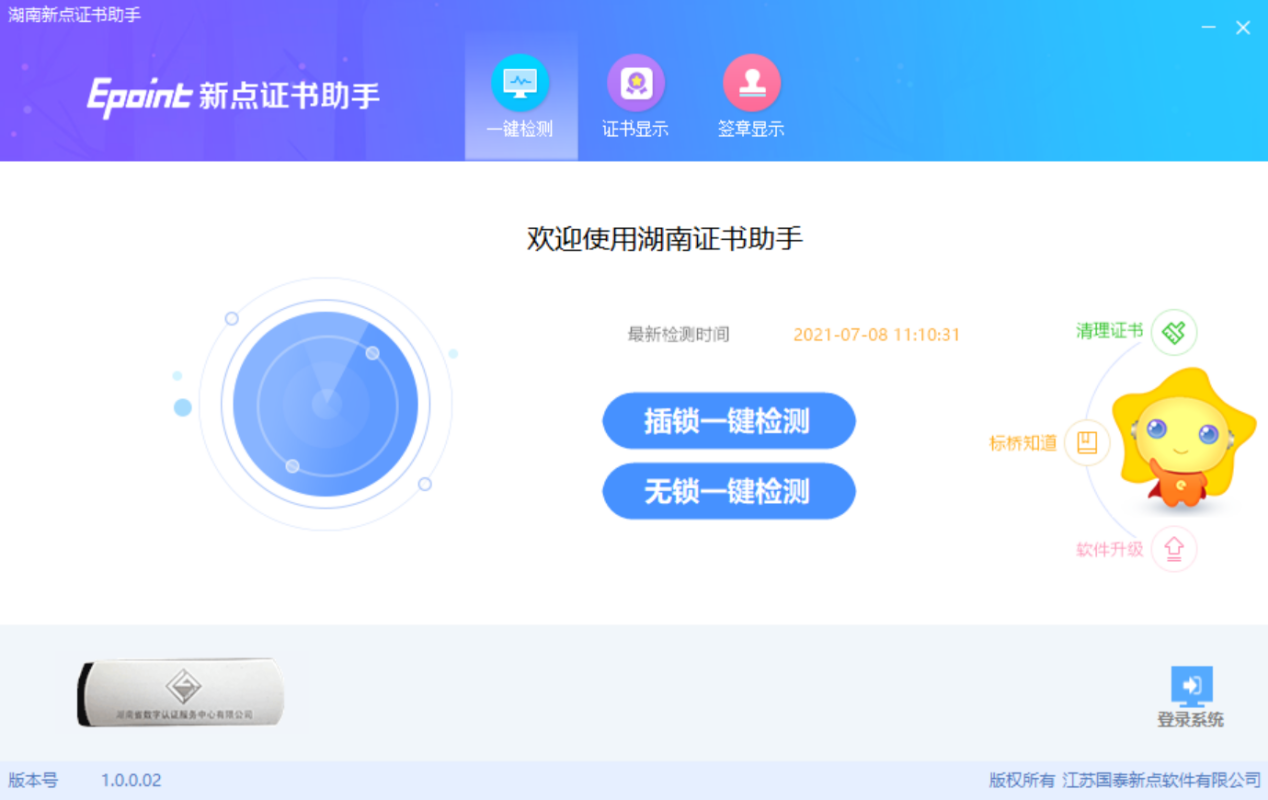 湖南新点证书助手
Epoint 新点证书助手
一键检测
证书显示
签章显示
欢迎使用湖南证书助手
最新检测时间 2021-07-08 11:10:31
清理证书
插锁一键检测
标桥知道
无锁一键检测
软件升级
湖南省数字认证服务中心有限公司
登录系统
版本号 1.0.0.02
版权所有 江苏国泰新点软件有限公司